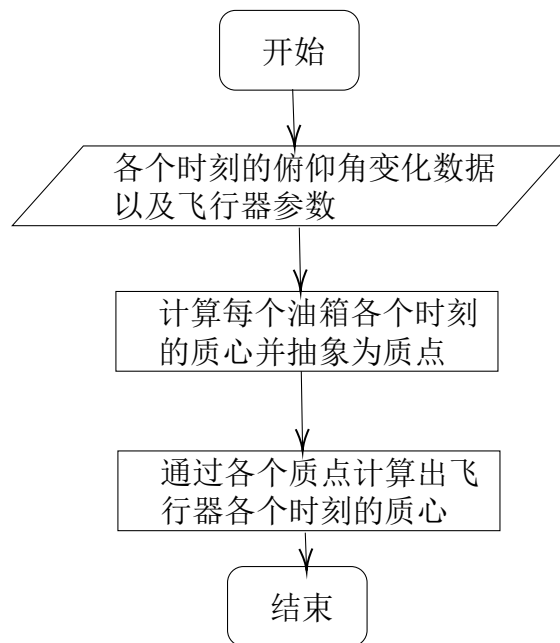 开始
各个时刻的俯仰角变化数据
以及飞行器参数
计算每个油箱各个时刻
的质心并抽象为质点
通过各个质点计算出飞
行器各个时刻的质心
结束